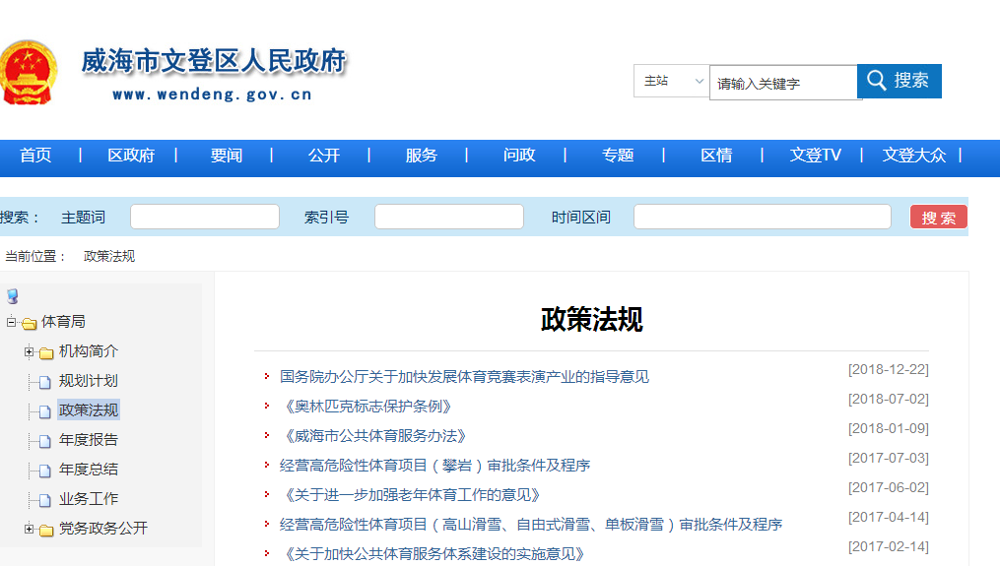 威海市文登区人民政府
www.wendeng.gov.cn
主站 请输入关键字 搜索
首页 | 区政府 | 要闻 | 公开 | 服务 | 问政 | 专题 | 区情 | 文登TV | 文登大众 |
搜索： 主题词 索引号 时间区间 搜 索
当前位置： 政策法规
体育局
机构简介
规划计划
政策法规
年度报告
年度总结
业务工作
党务政务公开
政策法规
国务院办公厅关于加快发展体育竞赛表演产业的指导意见 [2018-12-22]
《奥林匹克标志保护条例》 [2018-07-02]
《威海市公共体育服务办法》 [2018-01-09]
经营高危险性体育项目（攀岩）审批条件及程序 [2017-07-03]
《关于进一步加强老年体育工作的意见》 [2017-06-02]
经营高危险性体育项目（高山滑雪、自由式滑雪、单板滑雪）审批条件及程序 [2017-04-14]
《关于加快公共体育服务体系建设的实施意见》 [2017-02-14]